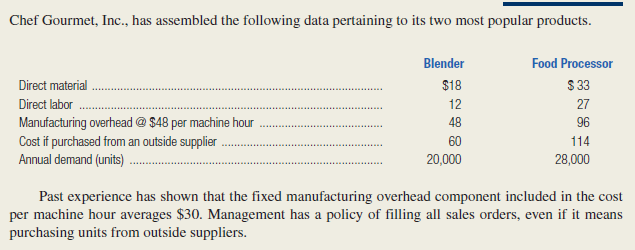 Chef Gourmet, Inc., has assembled the following data pertaining to its two most popular products.
Blender Food Processor
Direct material ........ $18 $ 33
Direct labor ........ 12 27
Manufacturing overhead @ $48 per machine hour ........ 48 96
Cost if purchased from an outside supplier ........ 60 114
Annual demand (units) ........ 20,000 28,000
Past experience has shown that the fixed manufacturing overhead component included in the cost
per machine hour averages $30. Management has a policy of filling all sales orders, even if it means
purchasing units from outside suppliers.